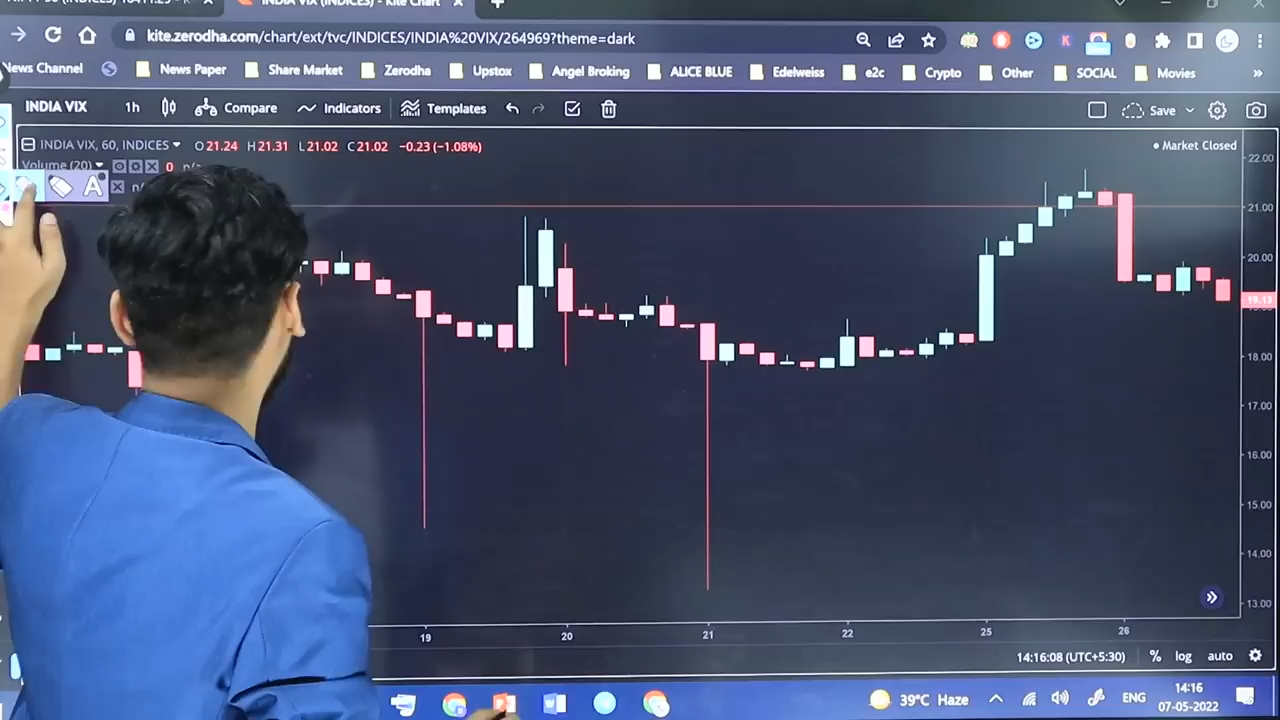 INDIA VIX (INDICES) - Kite Chart
kite.zerodha.com/chart/ext/tvc/INDICES/INDIA%20VIX/264969?theme=dark
News Channel News Paper Share Market Zerodha Upstox Angel Broking ALICE BLUE Edelweiss e2c Crypto Other SOCIAL Movies »
INDIA VIX 1h Compare Indicators Templates Save
INDIA VIX, 60, INDICES O 21.24 H 21.31 L 21.02 C 21.02 −0.23 (−1.08%) Market Closed
Volume (20) 0 n/a
A
22.00
21.00
20.00
19.13
18.00
17.00
16.00
15.00
14.00
13.00
19 20 21 22 25 26
14:16:08 (UTC+5:30) % log auto
39°C Haze ENG 14:16
07-05-2022